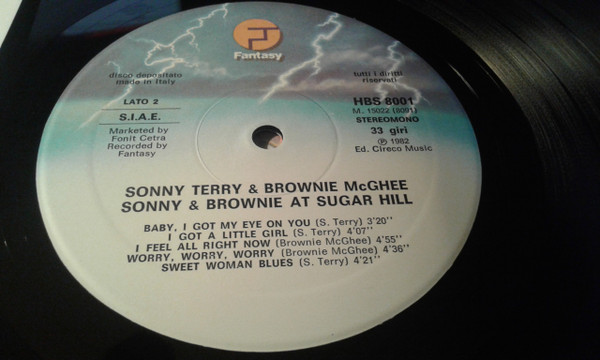 FJ
Fantasy
disco depositato
made in Italy
tutti i diritti
riservati
LATO 2
S.I.A.E.
Marketed by
Fonit Cetra
Recorded by
Fantasy
HBS 8001
M. 15022 (8091)
STEREOMONO
33 giri
Ⓟ 1982
Ed. Cireco Music
SONNY TERRY & BROWNIE McGHEE
SONNY & BROWNIE AT SUGAR HILL
BABY, I GOT MY EYE ON YOU (S. Terry) 3'20''
I GOT A LITTLE GIRL (S. Terry) 4'07''
I FEEL ALL RIGHT NOW (Brownie McGhee) 4'55''
WORRY, WORRY, WORRY (Brownie McGhee) 4'36''
SWEET WOMAN BLUES (S. Terry) 4'21''